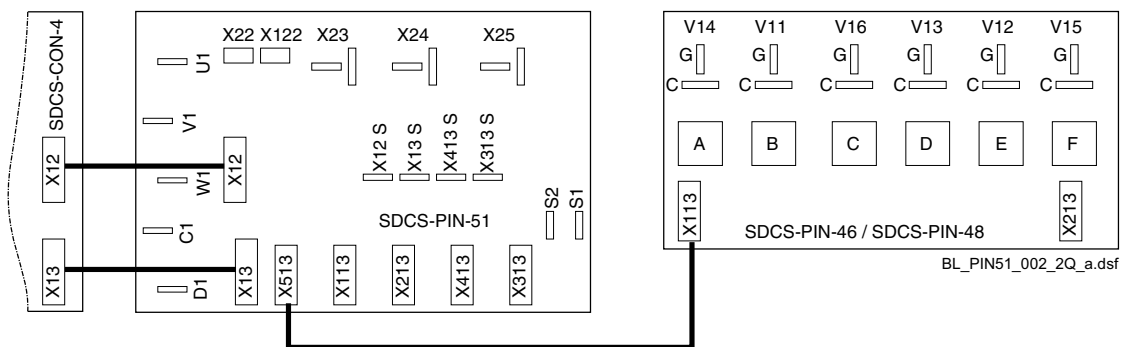 SDCS-CON-4
X12
X13
U1
V1
W1
C1
D1
X22 X122 X23 X24 X25
X12
X12 S
X13 S
X413 S
X313 S
S2
S1
SDCS-PIN-51
X13
X513
X113
X213
X413
X313
V14 V11 V16 V13 V12 V15
G G G G G G
C C C C C C
A B C D E F
X113
X213
SDCS-PIN-46 / SDCS-PIN-48
BL_PIN51_002_2Q_a.dsf